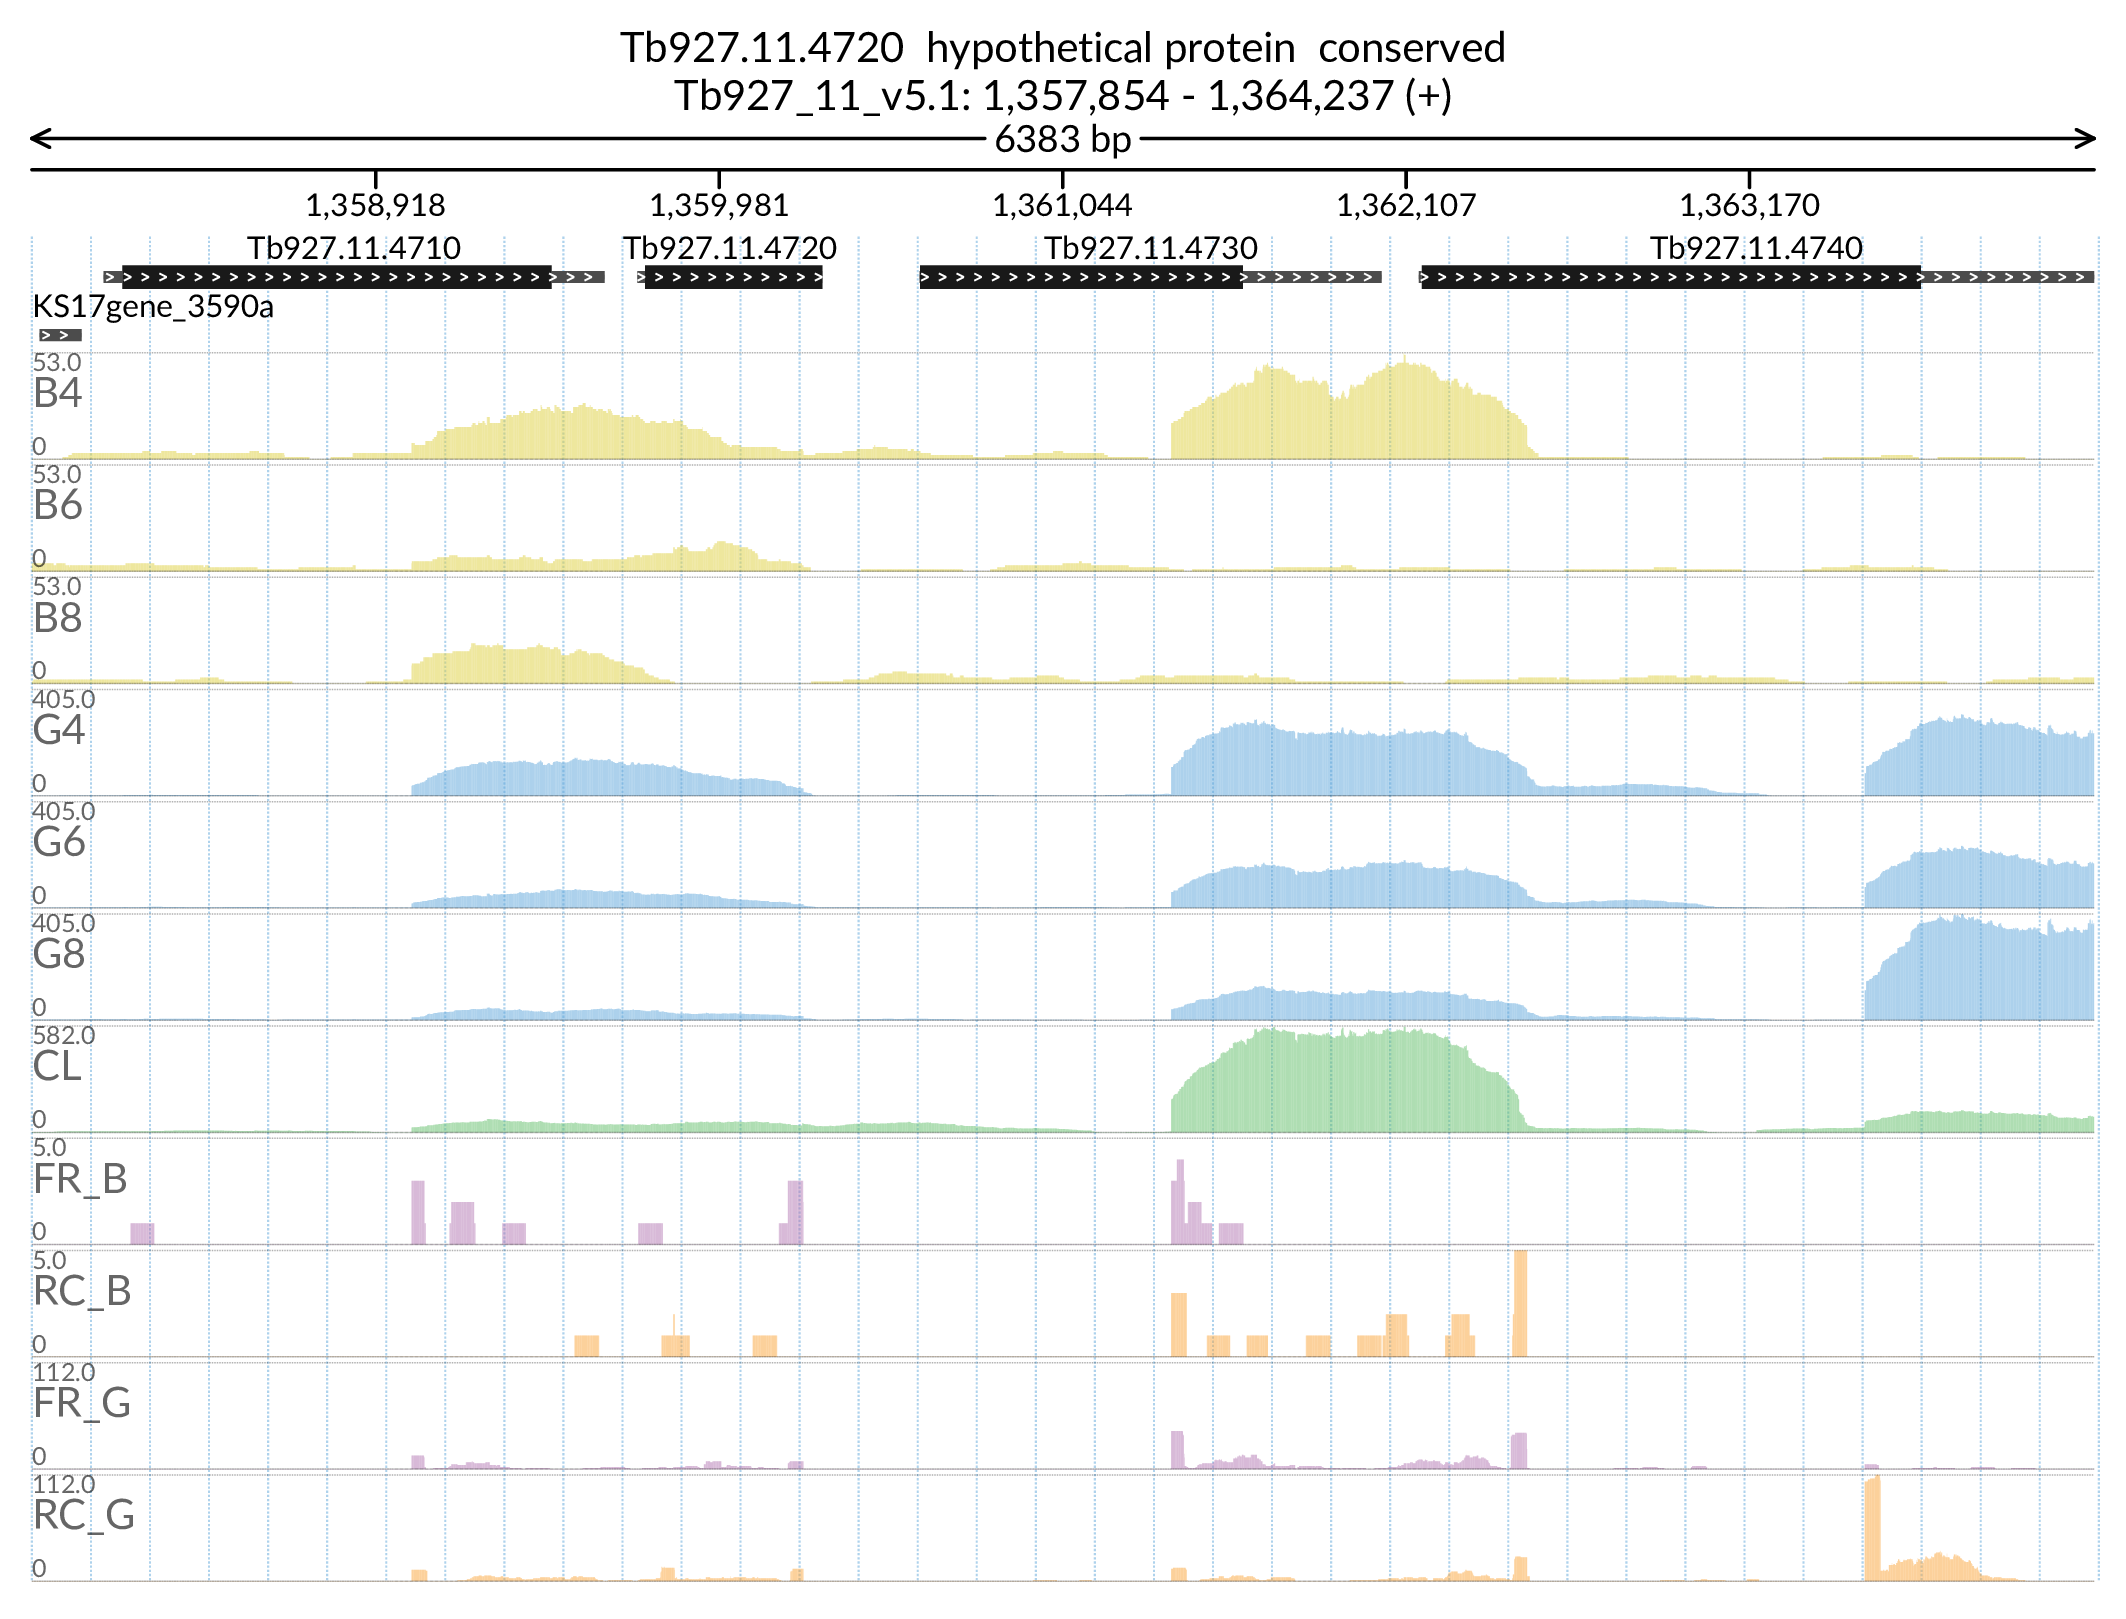 Tb927.11.4720  hypothetical protein  conserved
Tb927_11_v5.1: 1,357,854 - 1,364,237 (+)
6383 bp
1,358,918 1,359,981 1,361,044 1,362,107 1,363,170
Tb927.11.4710 Tb927.11.4720 Tb927.11.4730 Tb927.11.4740
KS17gene_3590a
53.0
B4
0
53.0
B6
0
53.0
B8
0
405.0
G4
0
405.0
G6
0
405.0
G8
0
582.0
CL
0
5.0
FR_B
0
5.0
RC_B
0
112.0
FR_G
0
112.0
RC_G
0